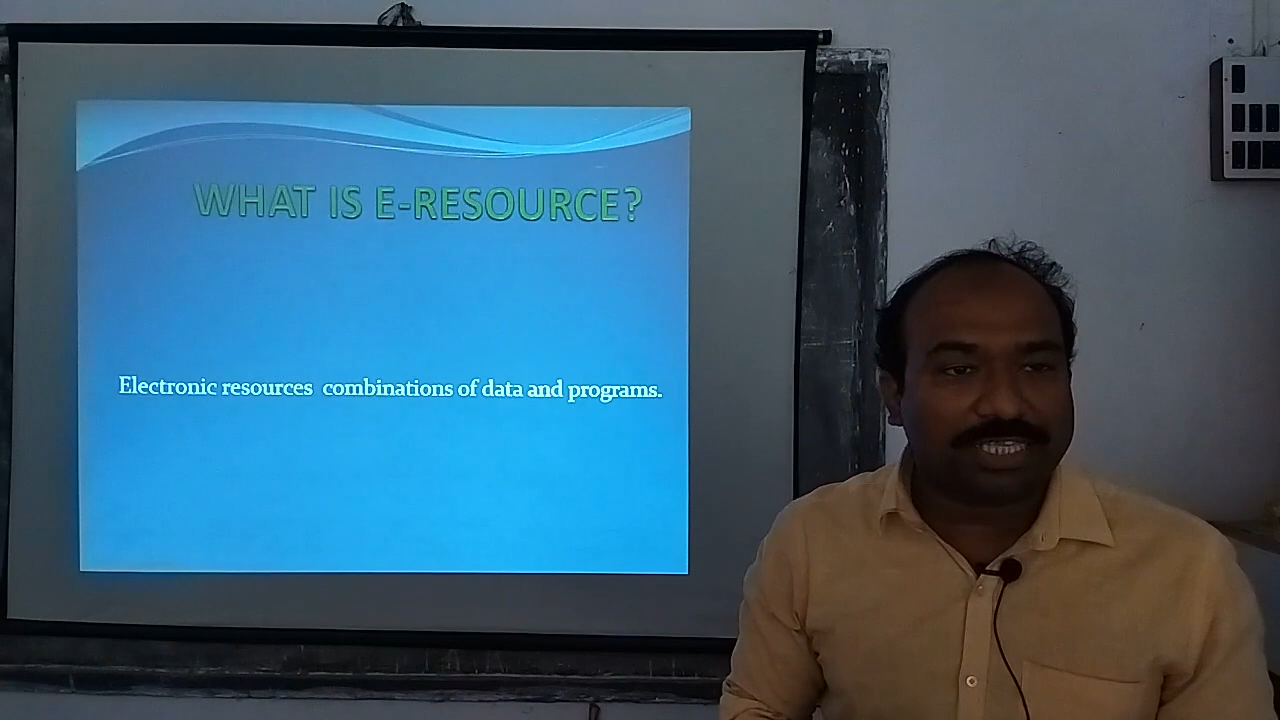 WHAT IS E-RESOURCE?
Electronic resources combinations of data and programs.